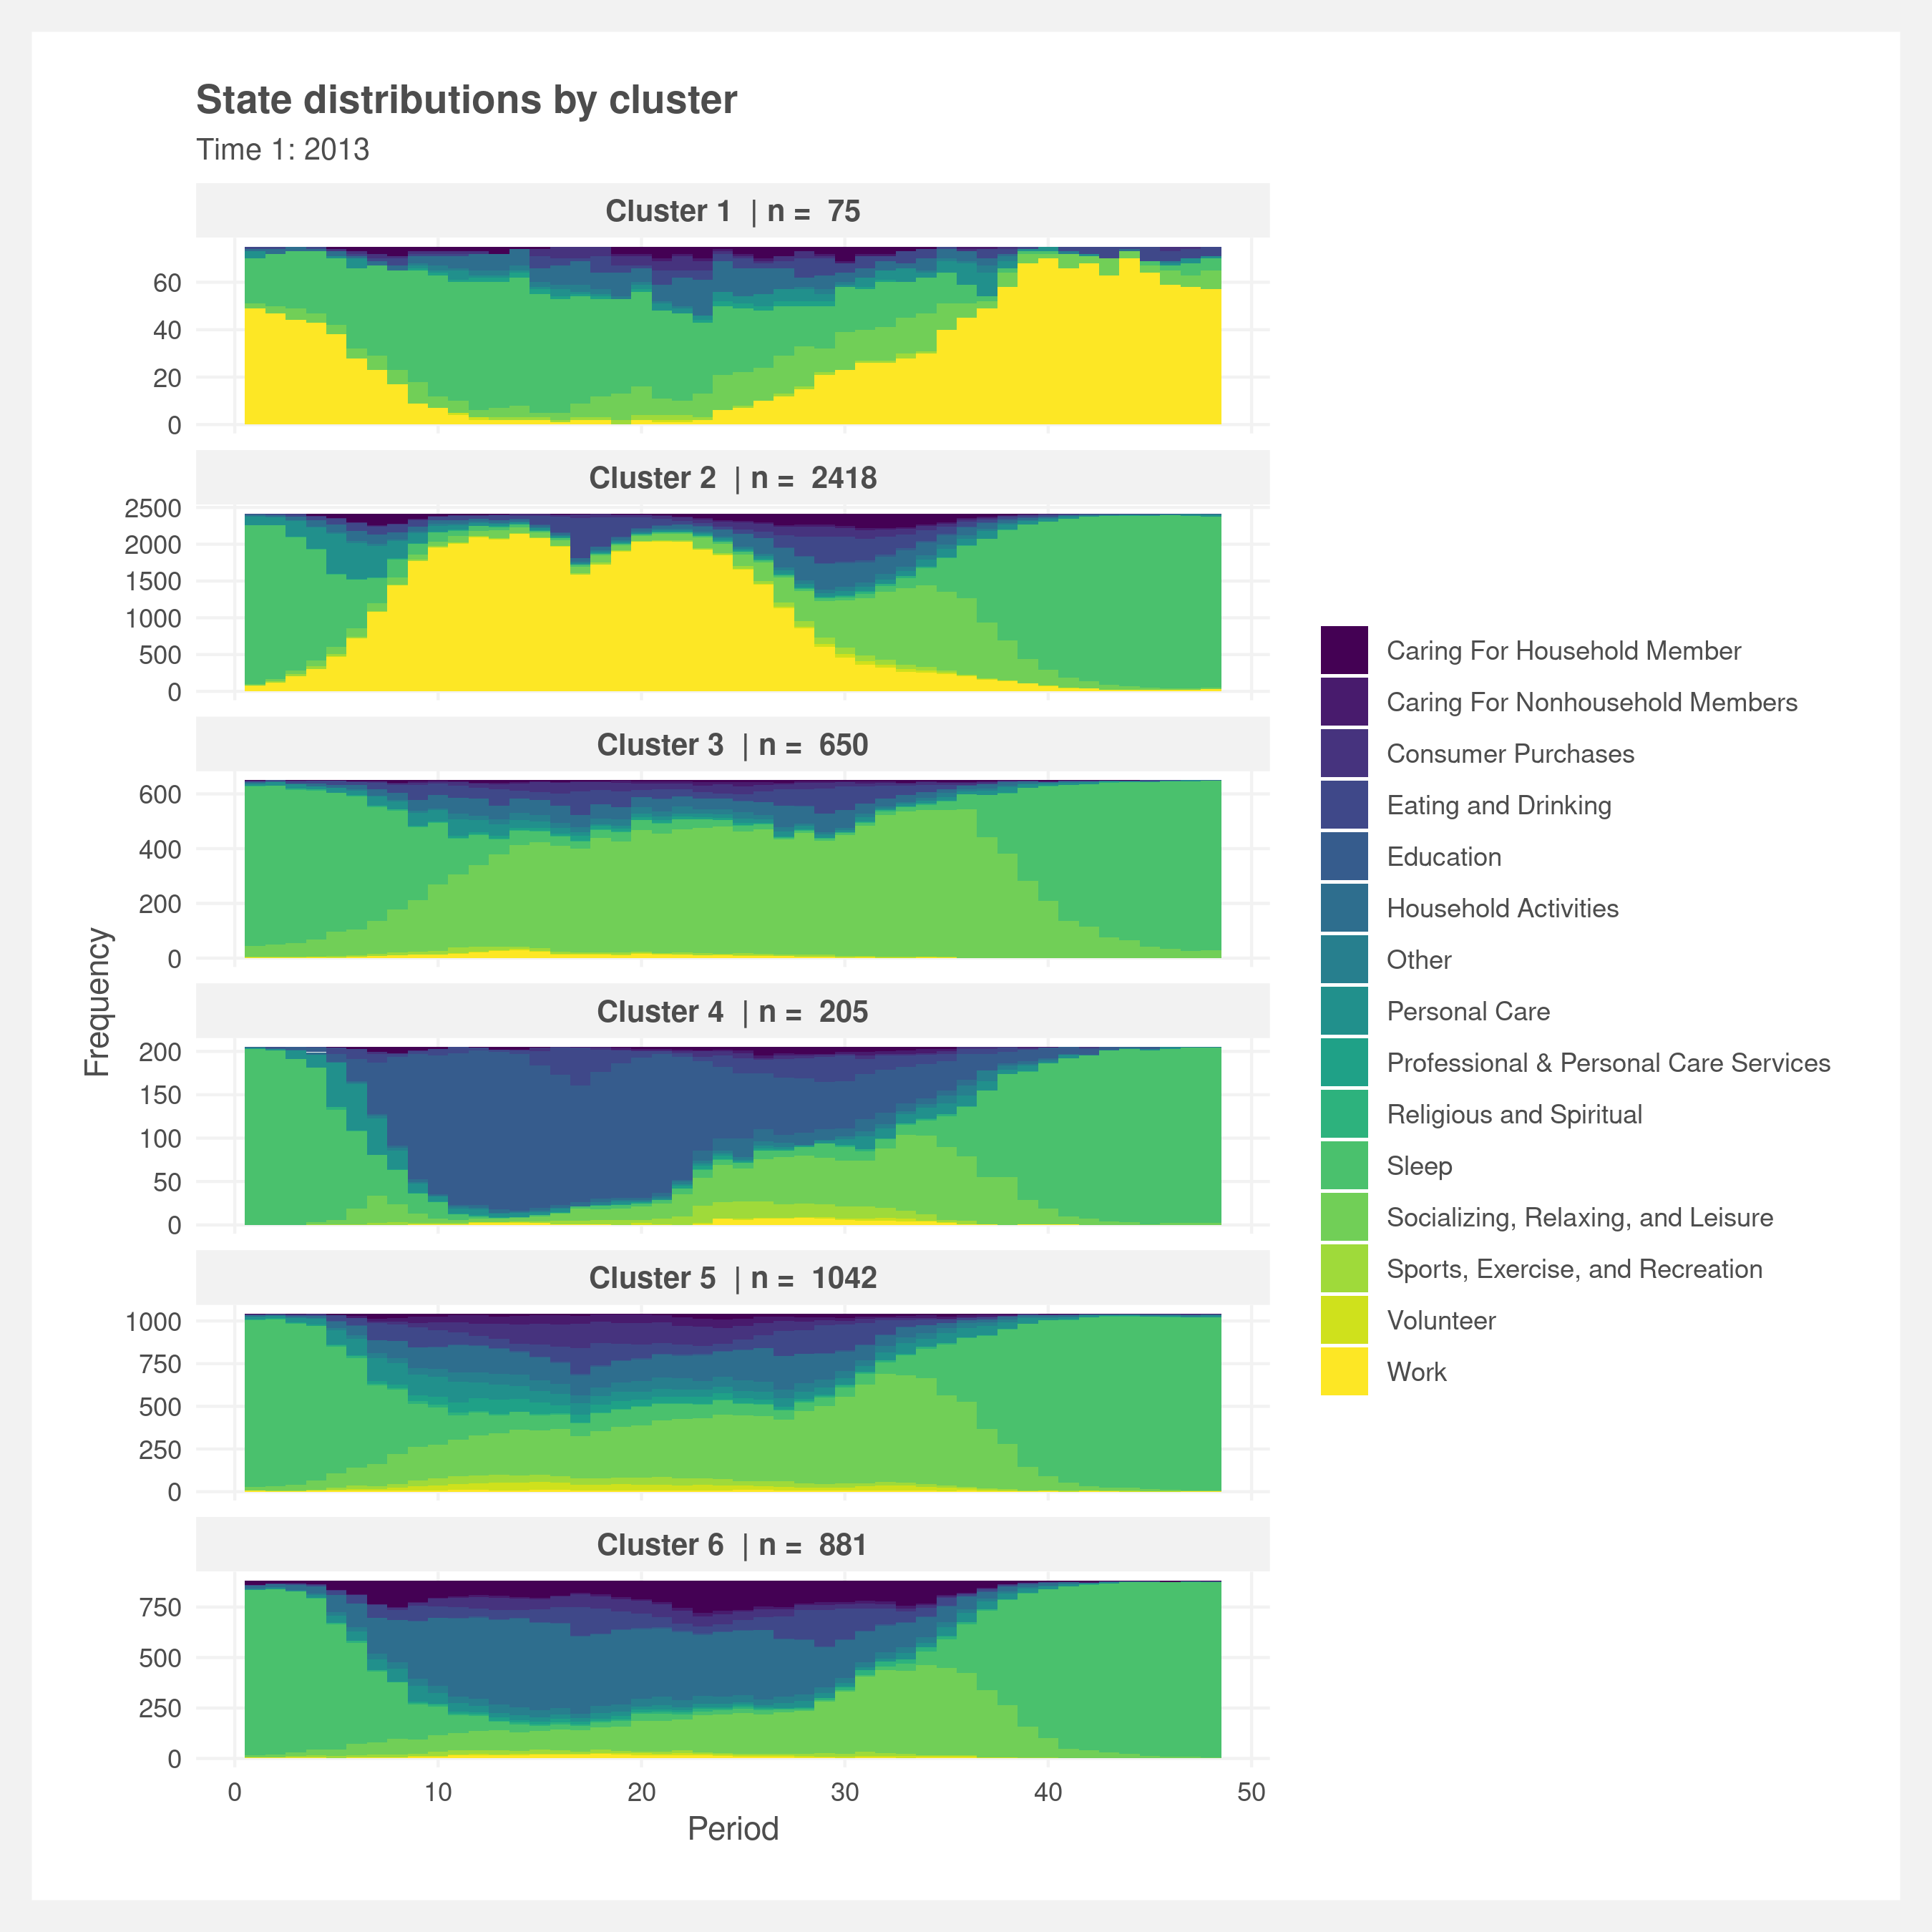 State distributions by cluster
Time 1: 2013
Cluster 1 | n = 75
60
40
20
0
Cluster 2 | n = 2418
2500
2000
1500
1000
500
0
Cluster 3 | n = 650
600
400
200
0
Cluster 4 | n = 205
200
150
100
50
0
Cluster 5 | n = 1042
1000
750
500
250
0
Cluster 6 | n = 881
750
500
250
0
0 10 20 30 40 50
Period
Frequency
Caring For Household Member
Caring For Nonhousehold Members
Consumer Purchases
Eating and Drinking
Education
Household Activities
Other
Personal Care
Professional & Personal Care Services
Religious and Spiritual
Sleep
Socializing, Relaxing, and Leisure
Sports, Exercise, and Recreation
Volunteer
Work